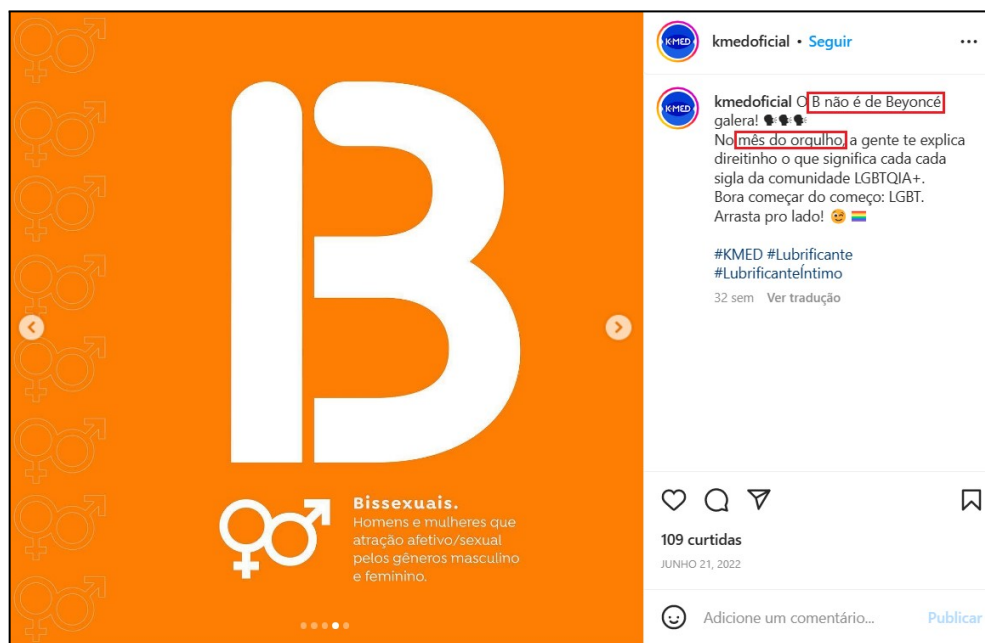 B
Bissexuais.
Homens e mulheres que
atração afetivo/sexual
pelos gêneros masculino
e feminino.
K-MED
kmedoficial • Seguir
K-MED
kmedoficial O B não é de Beyoncé
galera! 🗣🗣🗣
No mês do orgulho, a gente te explica
direitinho o que significa cada cada
sigla da comunidade LGBTQIA+.
Bora começar do começo: LGBT.
Arrasta pro lado! 😉 🏳️‍🌈
#KMED #Lubrificante
#LubrificanteÍntimo
32 sem Ver tradução
109 curtidas
JUNHO 21, 2022
Adicione um comentário... Publicar